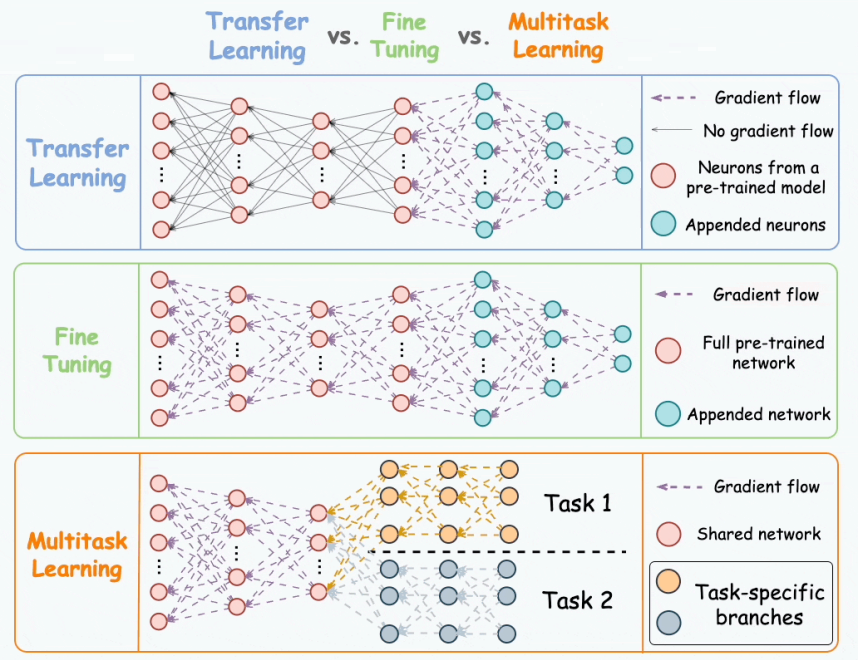 Transfer Learning vs. Fine Tuning vs. Multitask Learning
Transfer
Learning
Gradient flow
No gradient flow
Neurons from a
pre-trained model
Appended neurons
Fine
Tuning
Gradient flow
Full pre-trained
network
Appended network
Multitask
Learning
Task 1
Task 2
Gradient flow
Shared network
Task-specific
branches